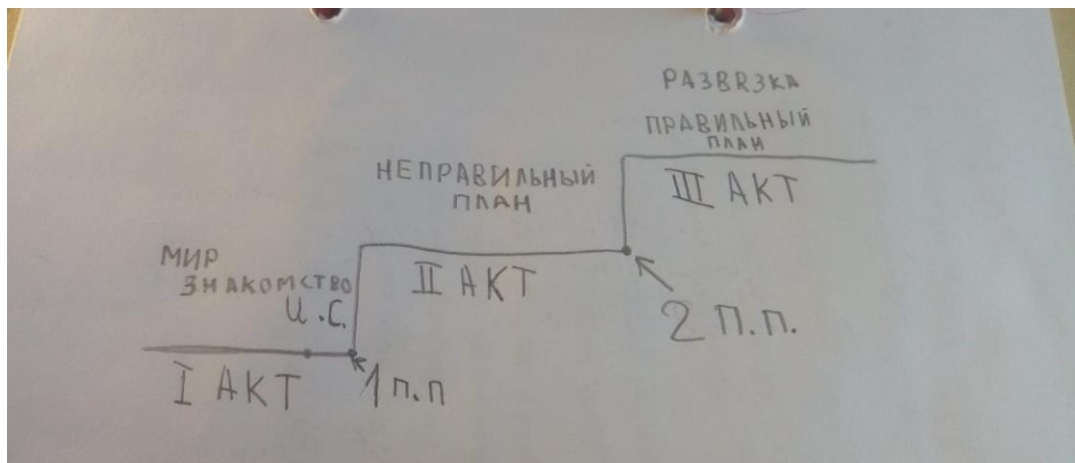 РАЗВЯЗКА
ПРАВИЛЬНЫЙ
ПЛАН
III АКТ
НЕПРАВИЛЬНЫЙ
ПЛАН
II АКТ
2 П.П.
МИР
ЗНАКОМСТВО
И.С.
I АКТ
1 п.п